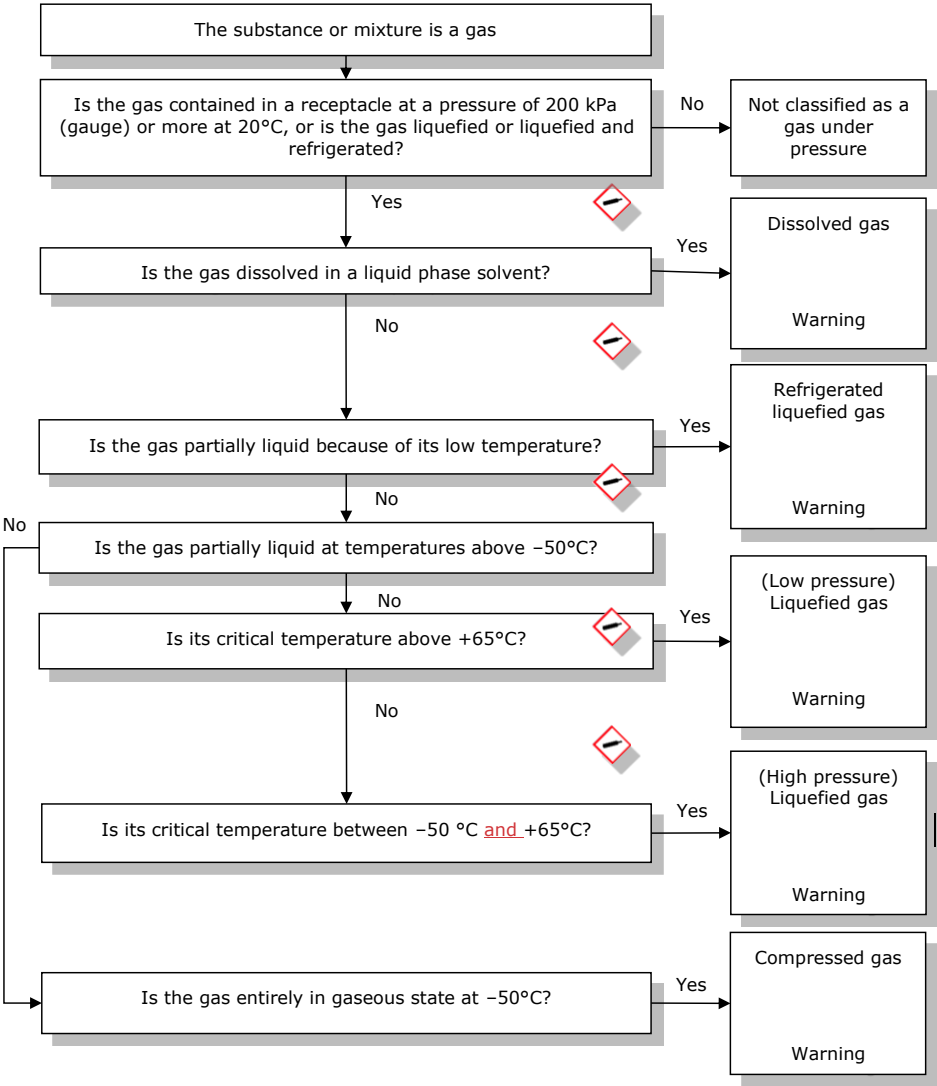 The substance or mixture is a gas
Is the gas contained in a receptacle at a pressure of 200 kPa
(gauge) or more at 20°C, or is the gas liquefied or liquefied and
refrigerated?
No
Not classified as a
gas under
pressure
Yes
Is the gas dissolved in a liquid phase solvent?
Yes
Dissolved gas
Warning
No
Is the gas partially liquid because of its low temperature?
Yes
Refrigerated
liquefied gas
Warning
No
No
Is the gas partially liquid at temperatures above −50°C?
No
Is its critical temperature above +65°C?
Yes
(Low pressure)
Liquefied gas
Warning
No
Is its critical temperature between −50 °C and +65°C?
Yes
(High pressure)
Liquefied gas
Warning
Is the gas entirely in gaseous state at −50°C?
Yes
Compressed gas
Warning